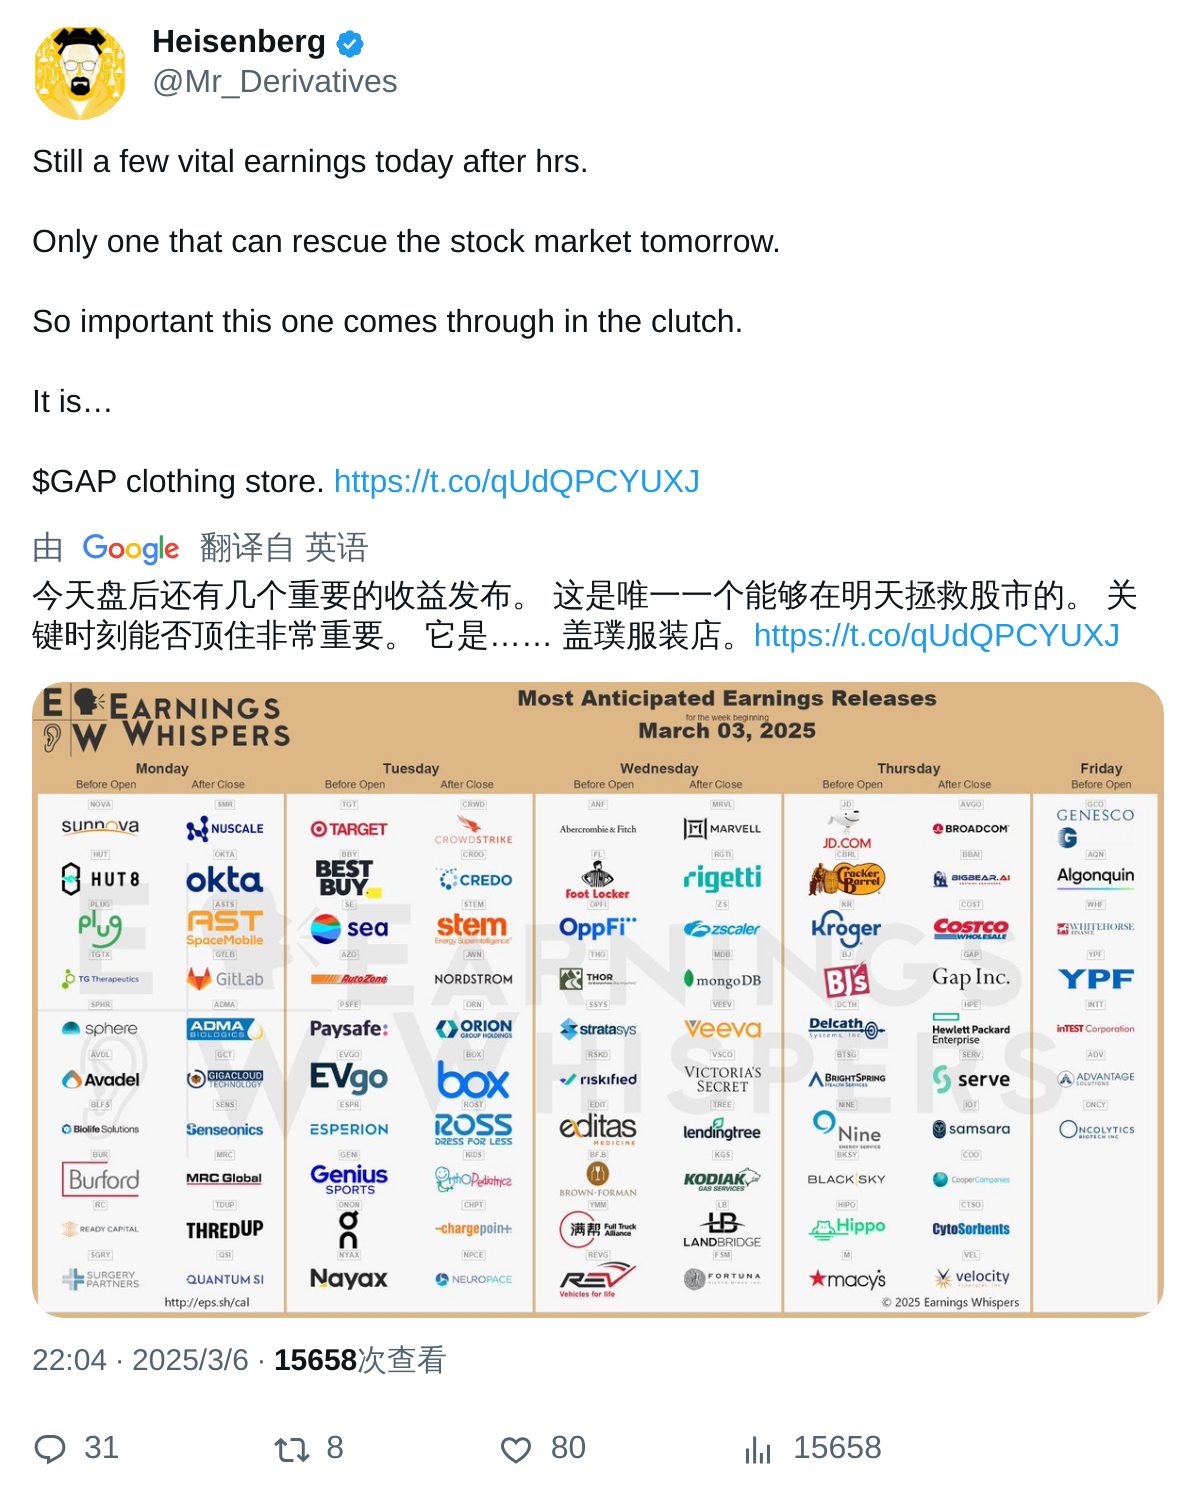 Heisenberg
@Mr_Derivatives
Still a few vital earnings today after hrs.
Only one that can rescue the stock market tomorrow.
So important this one comes through in the clutch.
It is…
$GAP clothing store. https://t.co/qUdQPCYUXJ
由 Google 翻译自 英语
今天盘后还有几个重要的收益发布。 这是唯一一个能够在明天拯救股市的。 关
键时刻能否顶住非常重要。 它是…… 盖璞服装店。https://t.co/qUdQPCYUXJ
E W EARNINGS WHISPERS
Most Anticipated Earnings Releases
for the week beginning
March 03, 2025
Monday Tuesday Wednesday Thursday Friday
Before Open After Close Before Open After Close Before Open After Close Before Open After Close Before Open
NOVA SMR TGT CRWD ANF MRVL JD AVGO GCO
sunnova NUSCALE TARGET CROWDSTRIKE Abercrombie & Fitch MARVELL JD.COM BROADCOM GENESCO G
HUT OKTA BBY CRDO FL RGTI CBRL BBAI AQN
HUT 8 okta BEST BUY CREDO Foot Locker rigetti Cracker Barrel BIGBEAR.AI Algonquin
PLUG ASTS SE STEM OPFI ZS KR COST WHF
plug AST SpaceMobile sea stem Energy Superintelligence OppFi zscaler Kroger COSTCO WHOLESALE WHITEHORSE FINANCE
TGTX GTLB AZO JWN THO MDB BJ GAP YPF
TG Therapeutics GitLab AutoZone NORDSTROM THOR mongoDB BJ's Gap Inc. YPF
SPHR ADMA PSFE ORN SSYS VEEV DCTH HPE INTT
sphere ADMA BIOLOGICS Paysafe: ORION GROUP HOLDINGS stratasys Veeva Delcath Systems, Inc. Hewlett Packard Enterprise inTEST Corporation
AVDL GCT EVGO BOX RSKD VSCO BTSG SERV ADV
Avadel GIGACLOUD TECHNOLOGY EVgo box riskified VICTORIA'S SECRET BRIGHTSPRING HEALTH SERVICES serve ADVANTAGE SOLUTIONS
BLFS SENS ESPR ROST EDIT TREE NINE IOT ONCY
Biolife Solutions Senseonics ESPERION ROSS DRESS FOR LESS editas MEDICINE lendingtree Nine ENERGY SERVICE samsara ONCOLYTICS BIOTECH INC
BUR MRC GENI KIDS BF.B KGS BKSY COO
Burford MRC Global Genius SPORTS OrthoPediatrics BROWN-FORMAN KODIAK GAS SERVICES BLACK SKY CooperCompanies
RC TDUP ONON CHPT YMM LB HIPO CTSO
READY CAPITAL THREDUP on -chargepoin+ 满帮 Full Truck Alliance LB LANDBRIDGE Hippo CytoSorbents
SGRY QSI NYAX NPCE REVG FSM M VEL
SURGERY PARTNERS QUANTUM SI Nayax NEUROPACE REV Vehicles for life FORTUNA macy's velocity
http://eps.sh/cal
© 2025 Earnings Whispers
22:04 · 2025/3/6 · 15658次查看
31 8 80 15658